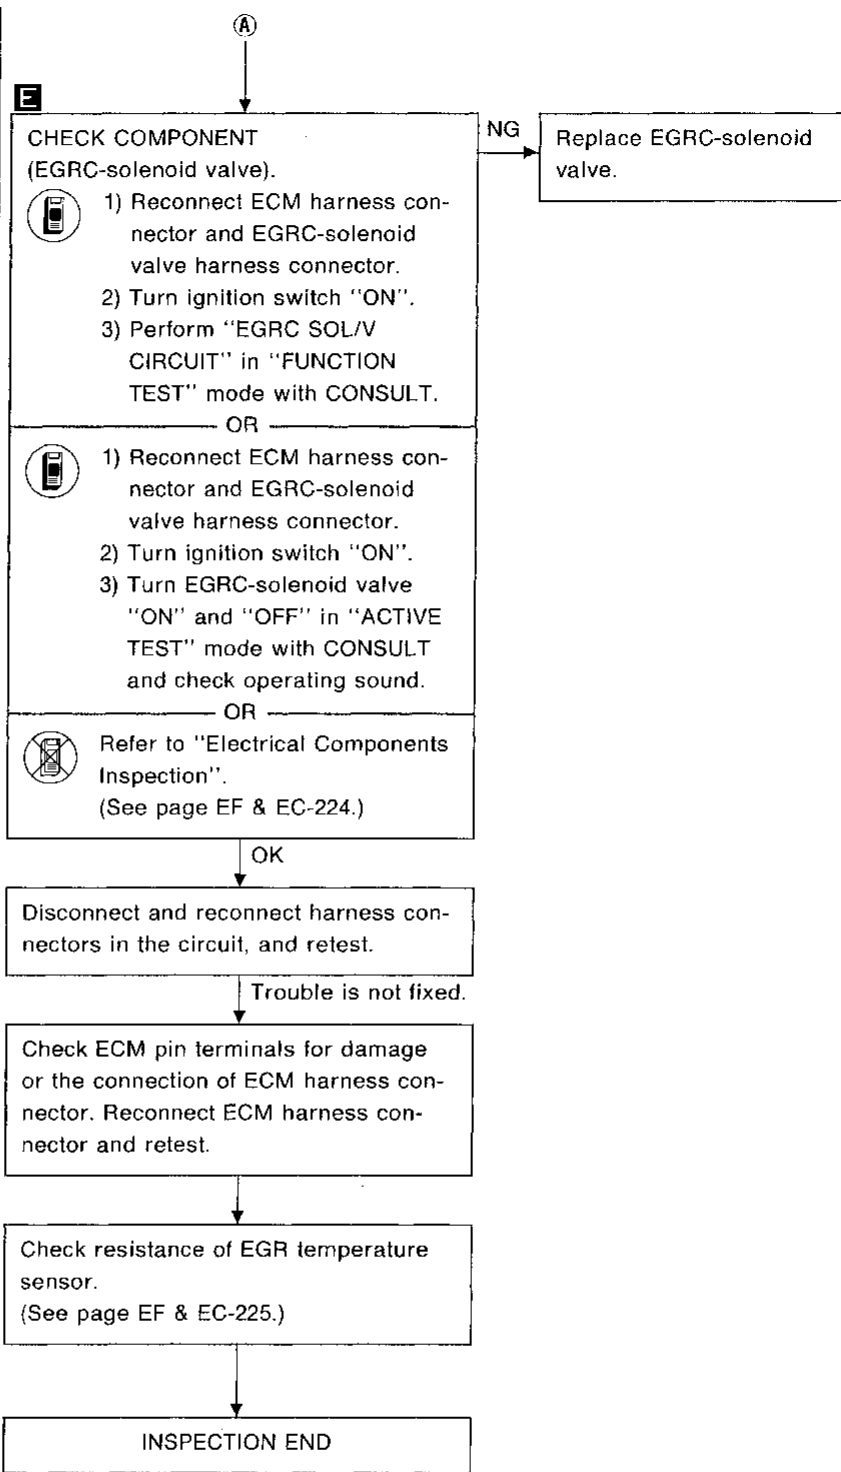 A
E
CHECK COMPONENT
(EGRC-solenoid valve).
1) Reconnect ECM harness con-
nector and EGRC-solenoid
valve harness connector.
2) Turn ignition switch "ON".
3) Perform "EGRC SOL/V
CIRCUIT" in "FUNCTION
TEST" mode with CONSULT.
OR
1) Reconnect ECM harness con-
nector and EGRC-solenoid
valve harness connector.
2) Turn ignition switch "ON".
3) Turn EGRC-solenoid valve
"ON" and "OFF" in "ACTIVE
TEST" mode with CONSULT
and check operating sound.
OR
Refer to "Electrical Components
Inspection".
(See page EF & EC-224.)
NG
Replace EGRC-solenoid
valve.
OK
Disconnect and reconnect harness con-
nectors in the circuit, and retest.
Trouble is not fixed.
Check ECM pin terminals for damage
or the connection of ECM harness con-
nector. Reconnect ECM harness con-
nector and retest.
Check resistance of EGR temperature
sensor.
(See page EF & EC-225.)
INSPECTION END